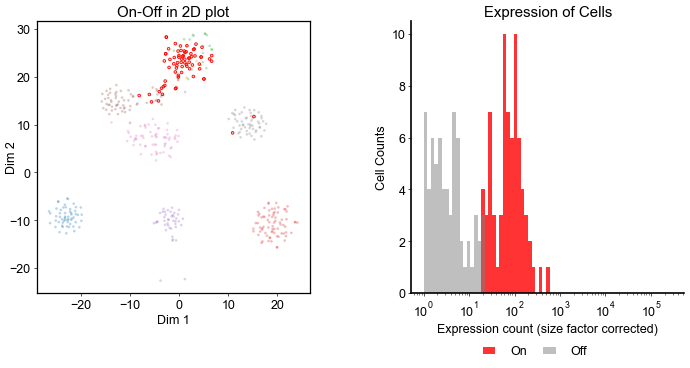 On-Off in 2D plot
30
20
10
0
−10
−20
Dim 2
−20 −10 0 10 20
Dim 1
Expression of Cells
10
8
6
4
2
0
Cell Counts
10⁰ 10¹ 10² 10³ 10⁴ 10⁵
Expression count (size factor corrected)
On Off